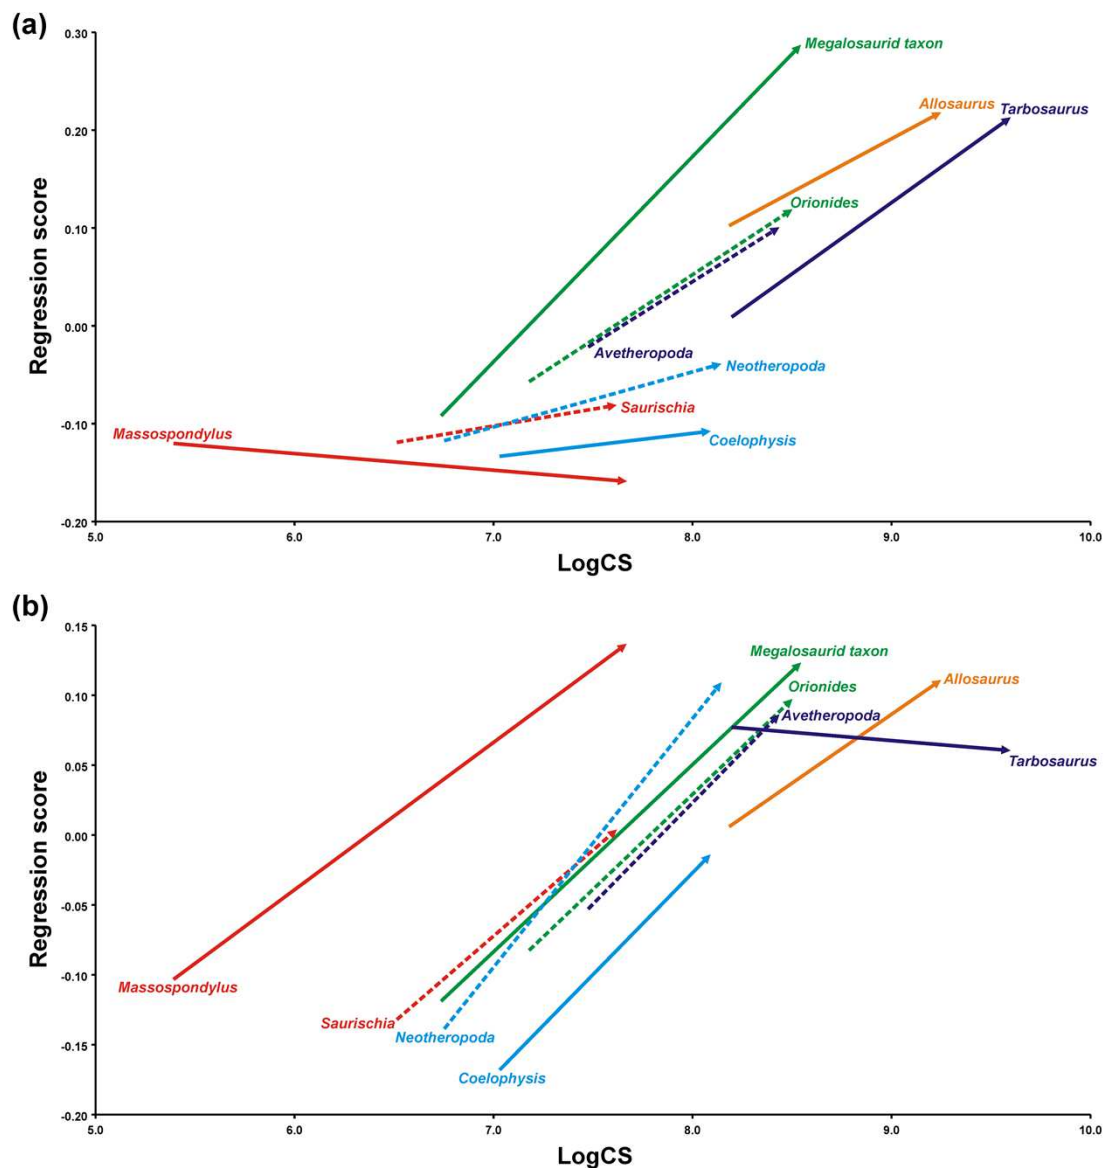 (a)
0.30
Megalosaurid taxon
0.20
Allosaurus
Tarbosaurus
Orionides
0.10
Regression score
0.00
Avetheropoda
Neotheropoda
Saurischia
-0.10
Massospondylus
Coelophysis
-0.20
5.0 6.0 7.0 8.0 9.0 10.0
LogCS
(b)
0.15
Megalosaurid taxon
Orionides
Allosaurus
0.10
Avetheropoda
Tarbosaurus
0.05
Regression score
0.00
-0.05
-0.10
Massospondylus
Saurischia
Neotheropoda
-0.15
Coelophysis
-0.20
5.0 6.0 7.0 8.0 9.0 10.0
LogCS